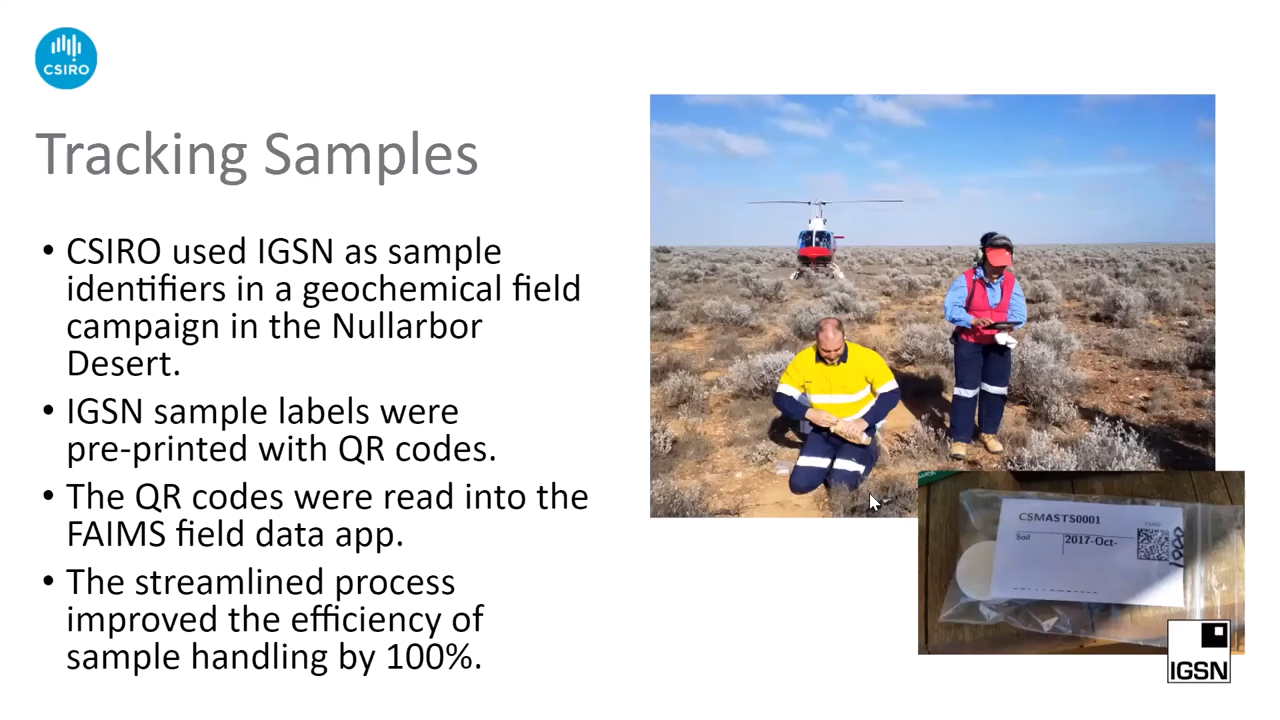 CSIRO
Tracking Samples
• CSIRO used IGSN as sample
identifiers in a geochemical field
campaign in the Nullarbor
Desert.
• IGSN sample labels were
pre-printed with QR codes.
• The QR codes were read into the
FAIMS field data app.
• The streamlined process
improved the efficiency of
sample handling by 100%.
CSMASTS0001
Soil
2017-Oct-
IGSN